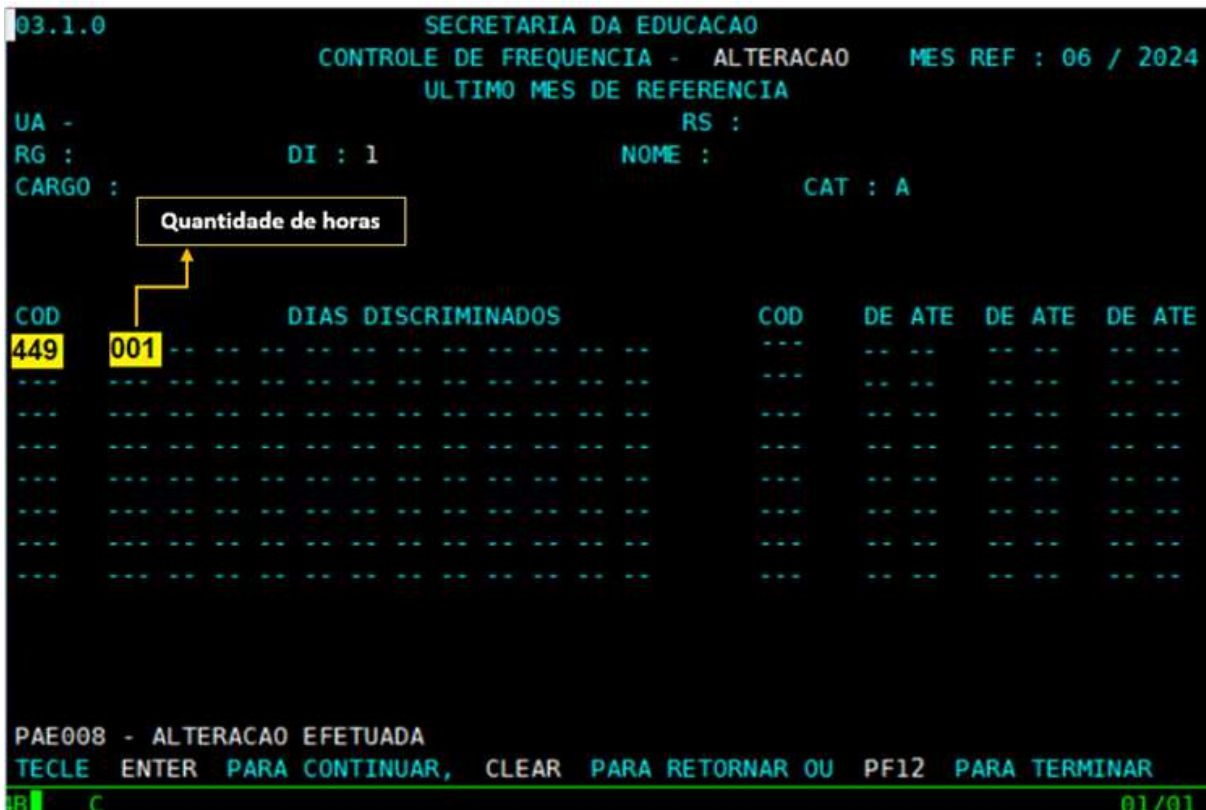 03.1.0 SECRETARIA DA EDUCACAO
CONTROLE DE FREQUENCIA - ALTERACAO MES REF : 06 / 2024
ULTIMO MES DE REFERENCIA
UA - RS :
RG : DI : 1 NOME :
CARGO : CAT : A
Quantidade de horas
COD DIAS DISCRIMINADOS COD DE ATE DE ATE DE ATE
449 001 -- -- -- -- -- -- -- -- -- -- -- --- -- -- -- -- -- --
--- --- -- -- -- -- -- -- -- -- -- -- -- --- -- -- -- -- -- --
--- --- -- -- -- -- -- -- -- -- -- -- -- --- -- -- -- -- -- --
--- --- -- -- -- -- -- -- -- -- -- -- -- --- -- -- -- -- -- --
--- --- -- -- -- -- -- -- -- -- -- -- -- --- -- -- -- -- -- --
--- --- -- -- -- -- -- -- -- -- -- -- -- --- -- -- -- -- -- --
--- --- -- -- -- -- -- -- -- -- -- -- -- --- -- -- -- -- -- --
--- --- -- -- -- -- -- -- -- -- -- -- -- --- -- -- -- -- -- --
PAE008 - ALTERACAO EFETUADA
TECLE ENTER PARA CONTINUAR, CLEAR PARA RETORNAR OU PF12 PARA TERMINAR
C 01/01